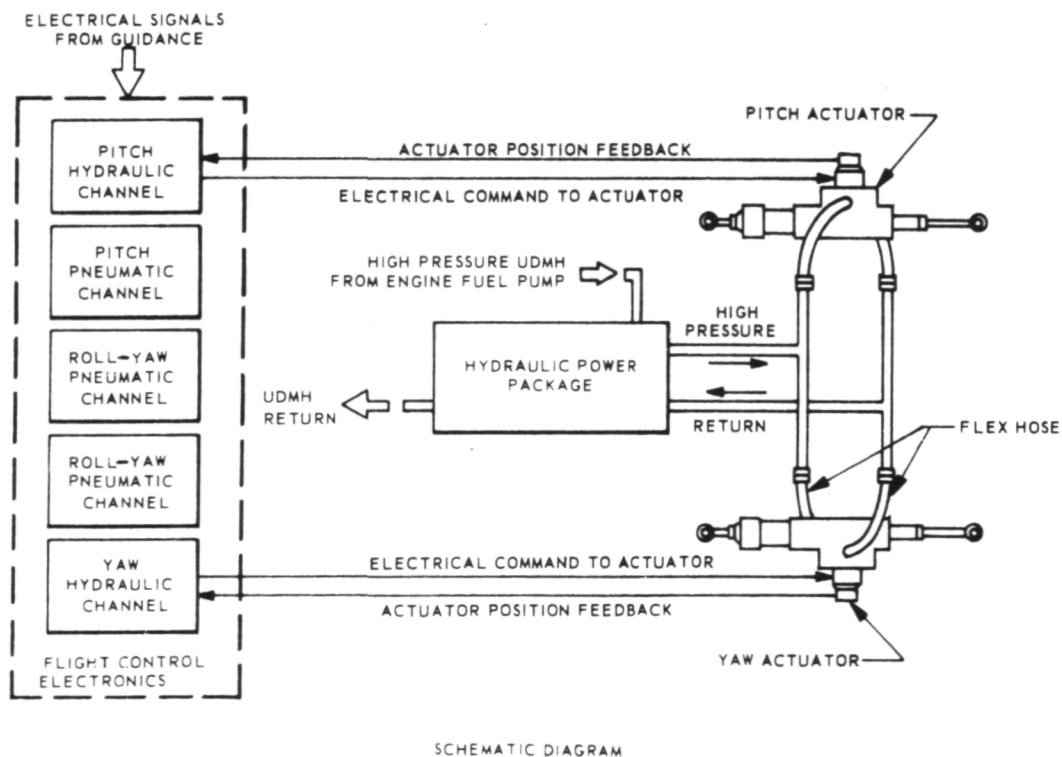 ELECTRICAL SIGNALS
FROM GUIDANCE
PITCH ACTUATOR
PITCH
HYDRAULIC
CHANNEL
ACTUATOR POSITION FEEDBACK
ELECTRICAL COMMAND TO ACTUATOR
PITCH
PNEUMATIC
CHANNEL
HIGH PRESSURE UDMH
FROM ENGINE FUEL PUMP
HIGH
PRESSURE
ROLL-YAW
PNEUMATIC
CHANNEL
HYDRAULIC POWER
PACKAGE
UDMH
RETURN
RETURN
FLEX HOSE
ROLL-YAW
PNEUMATIC
CHANNEL
YAW
HYDRAULIC
CHANNEL
ELECTRICAL COMMAND TO ACTUATOR
ACTUATOR POSITION FEEDBACK
YAW ACTUATOR
FLIGHT CONTROL
ELECTRONICS
SCHEMATIC DIAGRAM